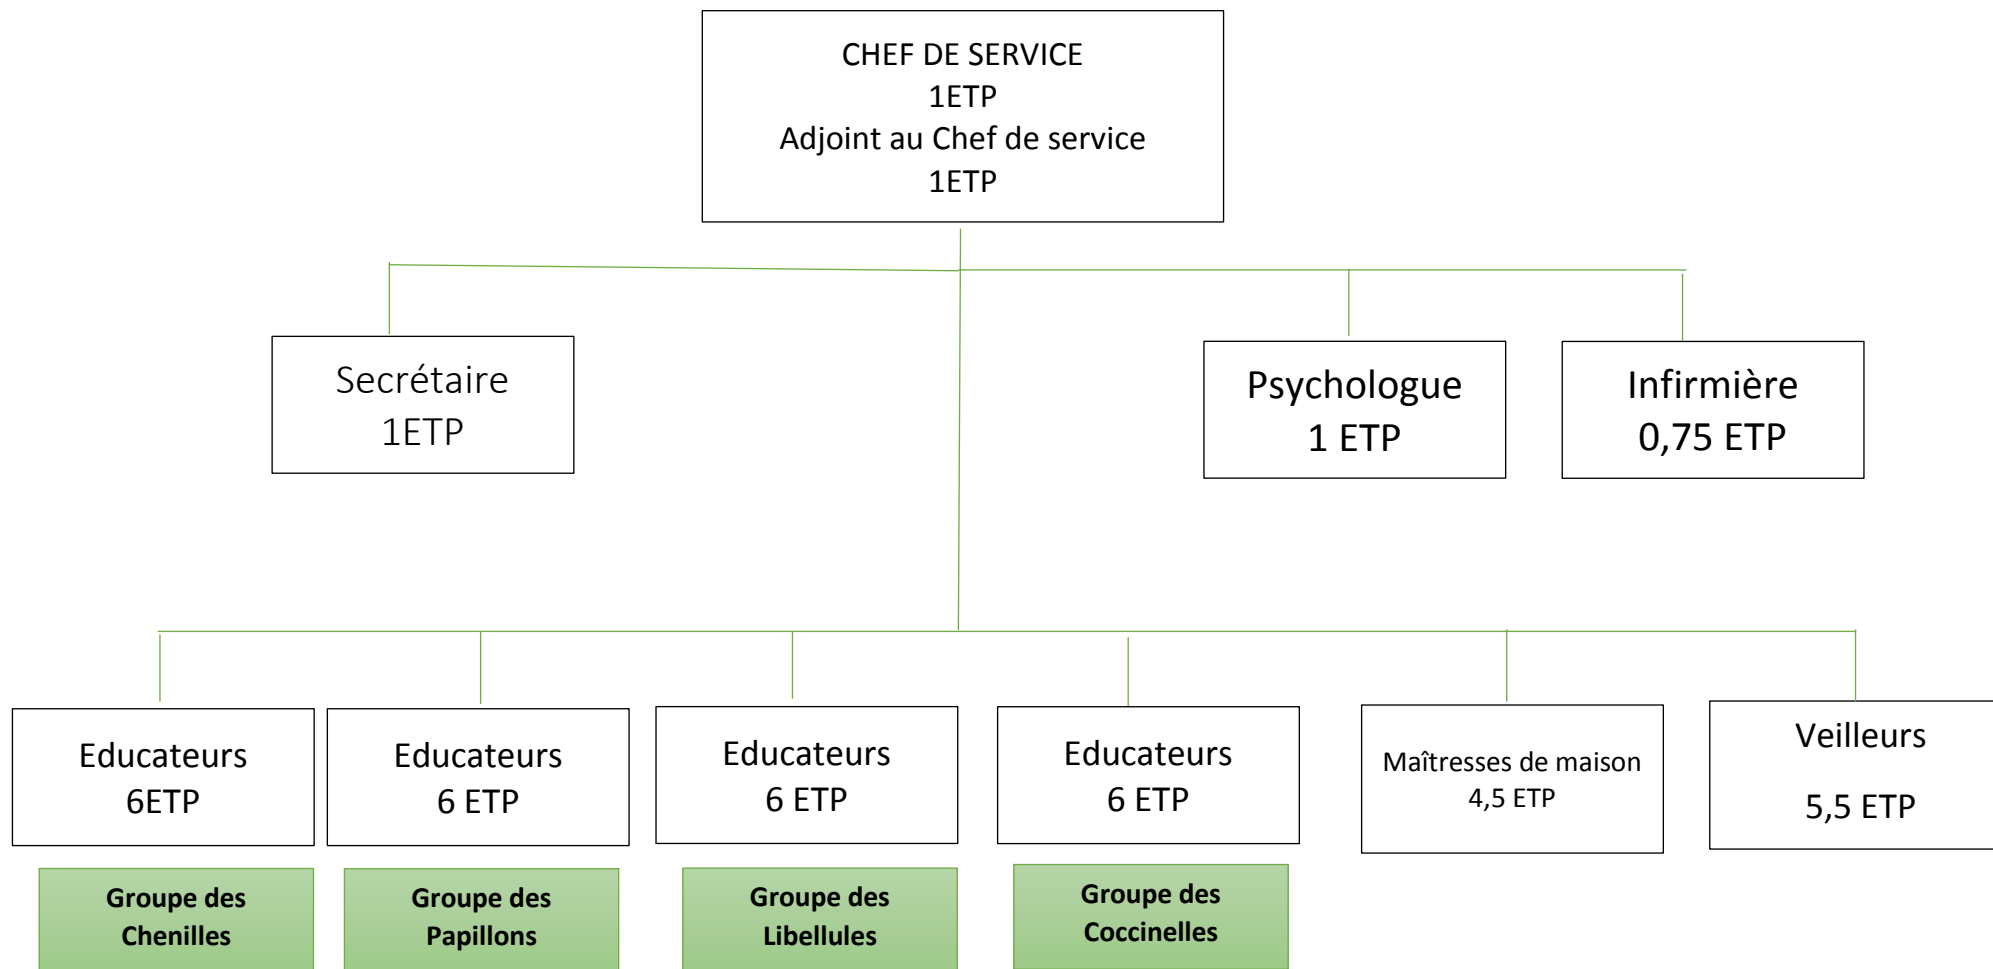 CHEF DE SERVICE
1ETP
Adjoint au Chef de service
1ETP
Secrétaire
1ETP
Psychologue
1 ETP
Infirmière
0,75 ETP
Educateurs
6ETP
Educateurs
6 ETP
Educateurs
6 ETP
Educateurs
6 ETP
Maîtresses de maison
4,5 ETP
Veilleurs
5,5 ETP
Groupe des
Chenilles
Groupe des
Papillons
Groupe des
Libellules
Groupe des
Coccinelles